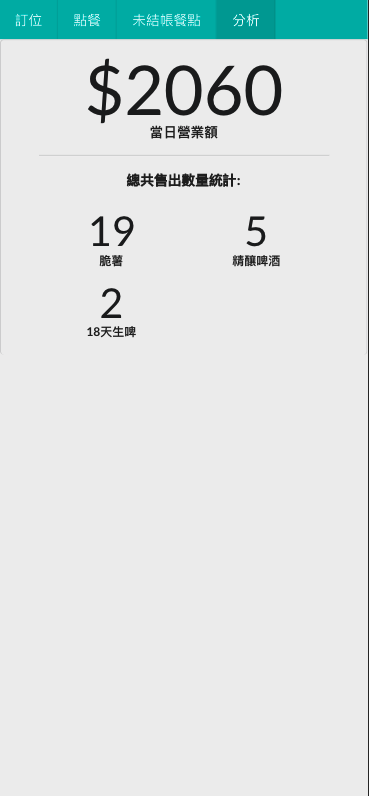 訂位 點餐 未結帳餐點 分析
$2060
當日營業額
總共售出數量統計:
19 5
脆薯 精釀啤酒
2
18天生啤